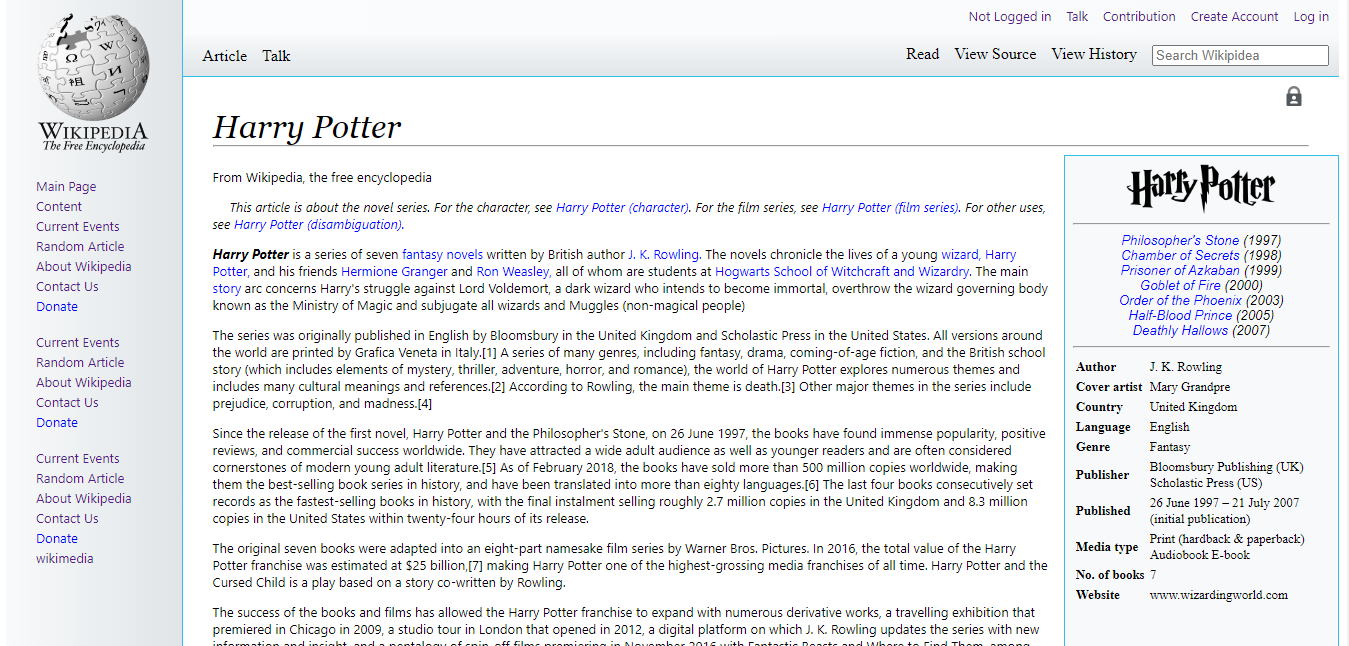 Not Logged in Talk Contribution Create Account Log in
Article Talk
Read View Source View History Search Wikipidea
WIKIPEDIA
The Free Encyclopedia
Main Page
Content
Current Events
Random Article
About Wikipedia
Contact Us
Donate
Current Events
Random Article
About Wikipedia
Contact Us
Donate
Current Events
Random Article
About Wikipedia
Contact Us
Donate
wikimedia
Harry Potter
From Wikipedia, the free encyclopedia
This article is about the novel series. For the character, see Harry Potter (character). For the film series, see Harry Potter (film series). For other uses,
see Harry Potter (disambiguation).
Harry Potter is a series of seven fantasy novels written by British author J. K. Rowling. The novels chronicle the lives of a young wizard, Harry
Potter, and his friends Hermione Granger and Ron Weasley, all of whom are students at Hogwarts School of Witchcraft and Wizardry. The main
story arc concerns Harry's struggle against Lord Voldemort, a dark wizard who intends to become immortal, overthrow the wizard governing body
known as the Ministry of Magic and subjugate all wizards and Muggles (non-magical people)
The series was originally published in English by Bloomsbury in the United Kingdom and Scholastic Press in the United States. All versions around
the world are printed by Grafica Veneta in Italy.[1] A series of many genres, including fantasy, drama, coming-of-age fiction, and the British school
story (which includes elements of mystery, thriller, adventure, horror, and romance), the world of Harry Potter explores numerous themes and
includes many cultural meanings and references.[2] According to Rowling, the main theme is death.[3] Other major themes in the series include
prejudice, corruption, and madness.[4]
Since the release of the first novel, Harry Potter and the Philosopher's Stone, on 26 June 1997, the books have found immense popularity, positive
reviews, and commercial success worldwide. They have attracted a wide adult audience as well as younger readers and are often considered
cornerstones of modern young adult literature.[5] As of February 2018, the books have sold more than 500 million copies worldwide, making
them the best-selling book series in history, and have been translated into more than eighty languages.[6] The last four books consecutively set
records as the fastest-selling books in history, with the final instalment selling roughly 2.7 million copies in the United Kingdom and 8.3 million
copies in the United States within twenty-four hours of its release.
The original seven books were adapted into an eight-part namesake film series by Warner Bros. Pictures. In 2016, the total value of the Harry
Potter franchise was estimated at $25 billion,[7] making Harry Potter one of the highest-grossing media franchises of all time. Harry Potter and the
Cursed Child is a play based on a story co-written by Rowling.
The success of the books and films has allowed the Harry Potter franchise to expand with numerous derivative works, a travelling exhibition that
premiered in Chicago in 2009, a studio tour in London that opened in 2012, a digital platform on which J. K. Rowling updates the series with new
information and insight, and a pentalogy of spin-off films premiering in November 2016 with Fantastic Beasts and Where to Find Them, among
Harry Potter
Philosopher's Stone (1997)
Chamber of Secrets (1998)
Prisoner of Azkaban (1999)
Goblet of Fire (2000)
Order of the Phoenix (2003)
Half-Blood Prince (2005)
Deathly Hallows (2007)
Author J. K. Rowling
Cover artist Mary Grandpre
Country United Kingdom
Language English
Genre Fantasy
Publisher Bloomsbury Publishing (UK)
Scholastic Press (US)
Published 26 June 1997 – 21 July 2007
(initial publication)
Media type Print (hardback & paperback)
Audiobook E-book
No. of books 7
Website www.wizardingworld.com